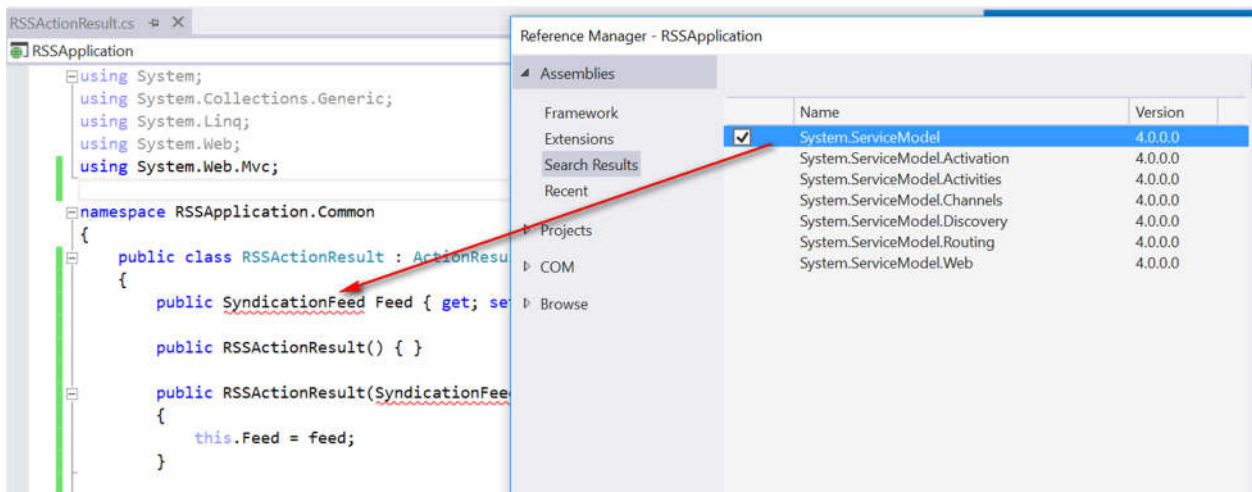 RSSActionResult.cs
RSSApplication
using System;
using System.Collections.Generic;
using System.Linq;
using System.Web;
using System.Web.Mvc;
namespace RSSApplication.Common
{
public class RSSActionResult : ActionResu
{
public SyndicationFeed Feed { get; se
public RSSActionResult() { }
public RSSActionResult(SyndicationFee
{
this.Feed = feed;
}
Reference Manager - RSSApplication
Assemblies
Framework
Extensions
Search Results
Recent
Projects
COM
Browse
Name Version
System.ServiceModel 4.0.0.0
System.ServiceModel.Activation 4.0.0.0
System.ServiceModel.Activities 4.0.0.0
System.ServiceModel.Channels 4.0.0.0
System.ServiceModel.Discovery 4.0.0.0
System.ServiceModel.Routing 4.0.0.0
System.ServiceModel.Web 4.0.0.0